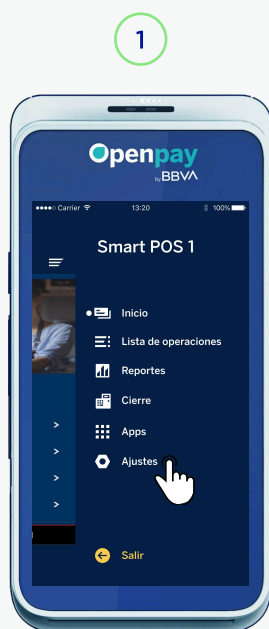 1
Openpay
by BBVA
Carrier 13:20 100%
Smart POS 1
Inicio
Lista de operaciones
Reportes
Cierre
Apps
Ajustes
Salir